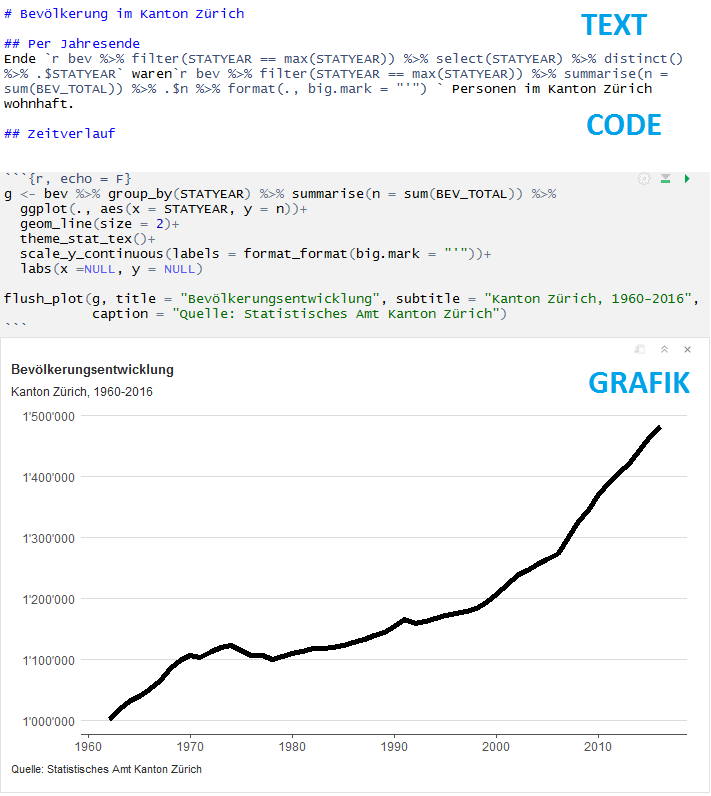 # Bevölkerung im Kanton Zürich
TEXT
## Per Jahresende
Ende `r bev %>% filter(STATYEAR == max(STATYEAR)) %>% select(STATYEAR) %>% distinct()
%>% .$STATYEAR` waren`r bev %>% filter(STATYEAR == max(STATYEAR)) %>% summarise(n =
sum(BEV_TOTAL)) %>% .$n %>% format(., big.mark = "'") ` Personen im Kanton Zürich
wohnhaft.
CODE
## Zeitverlauf
```{r, echo = F}
g <- bev %>% group_by(STATYEAR) %>% summarise(n = sum(BEV_TOTAL)) %>%
ggplot(., aes(x = STATYEAR, y = n))+
geom_line(size = 2)+
theme_stat_tex()+
scale_y_continuous(labels = format_format(big.mark = "'"))+
labs(x =NULL, y = NULL)
flush_plot(g, title = "Bevölkerungsentwicklung", subtitle = "Kanton Zürich, 1960-2016",
caption = "Quelle: Statistisches Amt Kanton Zürich")
```
Bevölkerungsentwicklung
GRAFIK
Kanton Zürich, 1960-2016
1'500'000
1'400'000
1'300'000
1'200'000
1'100'000
1'000'000
1960 1970 1980 1990 2000 2010
Quelle: Statistisches Amt Kanton Zürich